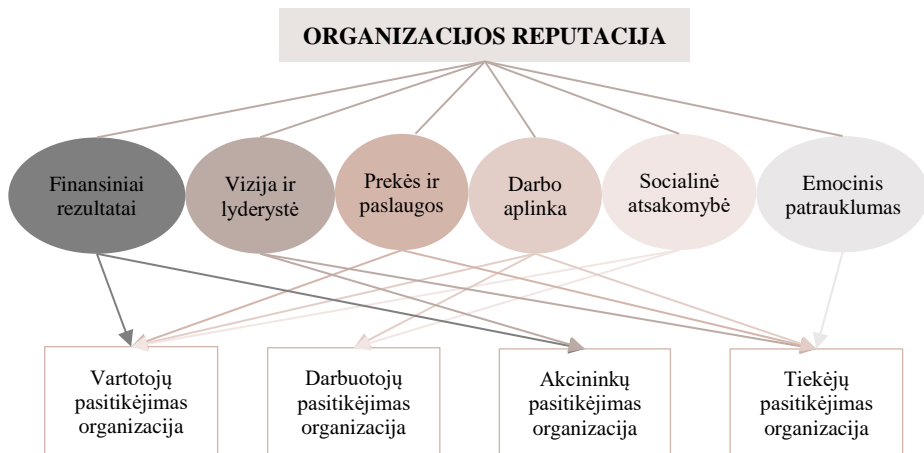 ORGANIZACIJOS REPUTACIJA
Finansiniai
rezultatai
Vizija ir
lyderystė
Prekės ir
paslaugos
Darbo
aplinka
Socialinė
atsakomybė
Emocinis
patrauklumas
Vartotojų
pasitikėjimas
organizacija
Darbuotojų
pasitikėjimas
organizacija
Akcininkų
pasitikėjimas
organizacija
Tiekėjų
pasitikėjimas
organizacija